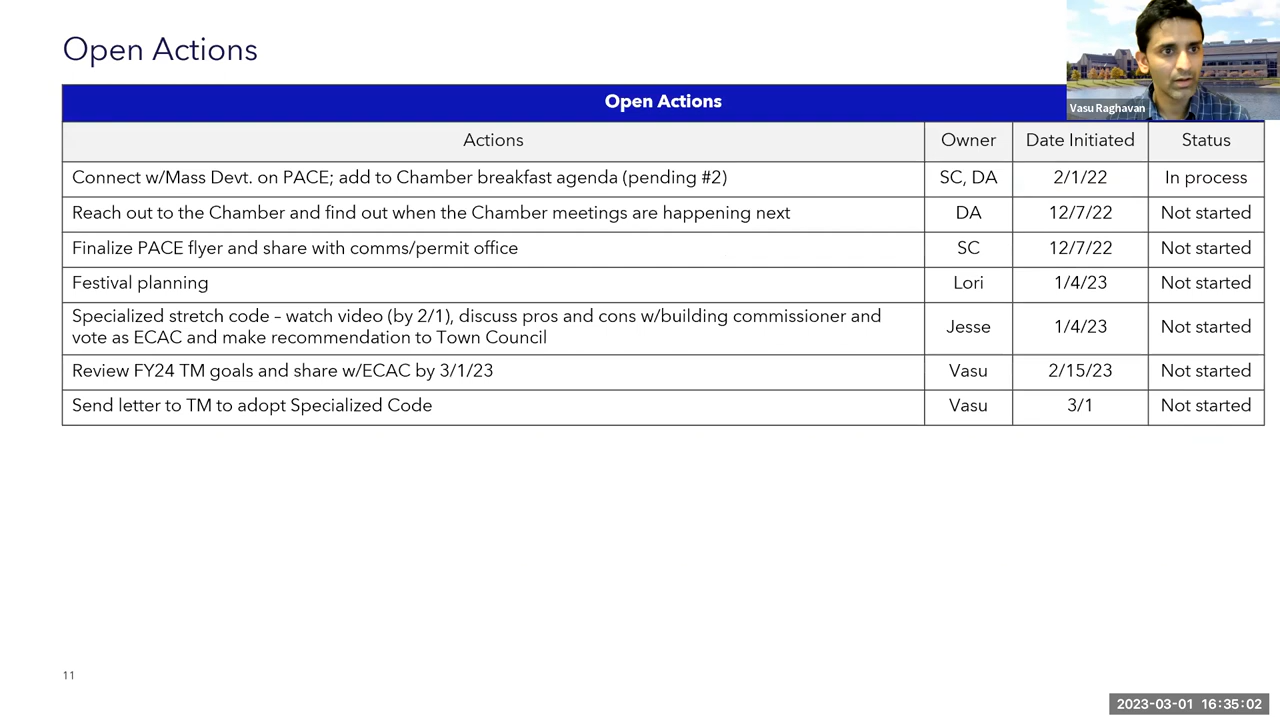 Open Actions
Vasu Raghavan
Open Actions
Actions Owner Date Initiated Status
Connect w/Mass Devt. on PACE; add to Chamber breakfast agenda (pending #2) SC, DA 2/1/22 In process
Reach out to the Chamber and find out when the Chamber meetings are happening next DA 12/7/22 Not started
Finalize PACE flyer and share with comms/permit office SC 12/7/22 Not started
Festival planning Lori 1/4/23 Not started
Specialized stretch code – watch video (by 2/1), discuss pros and cons w/building commissioner and
vote as ECAC and make recommendation to Town Council Jesse 1/4/23 Not started
Review FY24 TM goals and share w/ECAC by 3/1/23 Vasu 2/15/23 Not started
Send letter to TM to adopt Specialized Code Vasu 3/1 Not started
11
2023-03-01 16:35:02